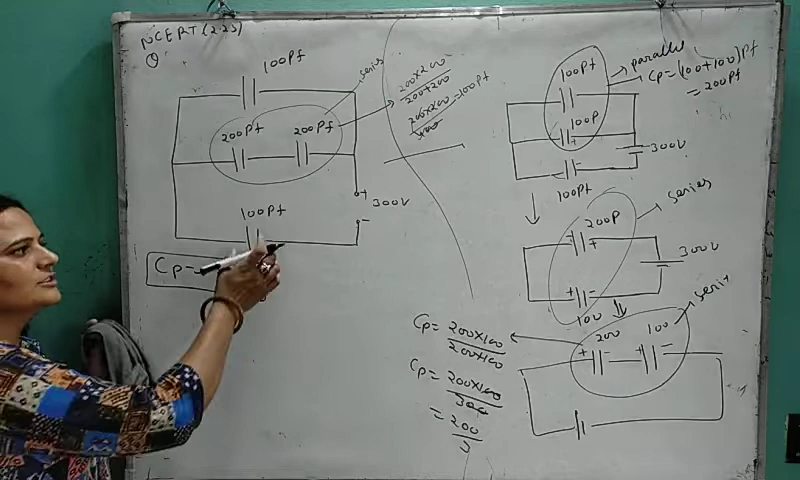 NCERT (2.25)
Q
100Pf
200Pf 200Pf
series
200×200
200+200
200×200
400
=100Pf
+
300V
-
100Pf
Cp=
100Pf
parallel
Cp=(100+100)Pf
=200Pf
100P
+
300V
-
100Pf
200P
series
+
300V
+ -
100
200 100
series
+ - + -
Cp= 200×100
200+100
Cp= 200×100
300
= 200
3